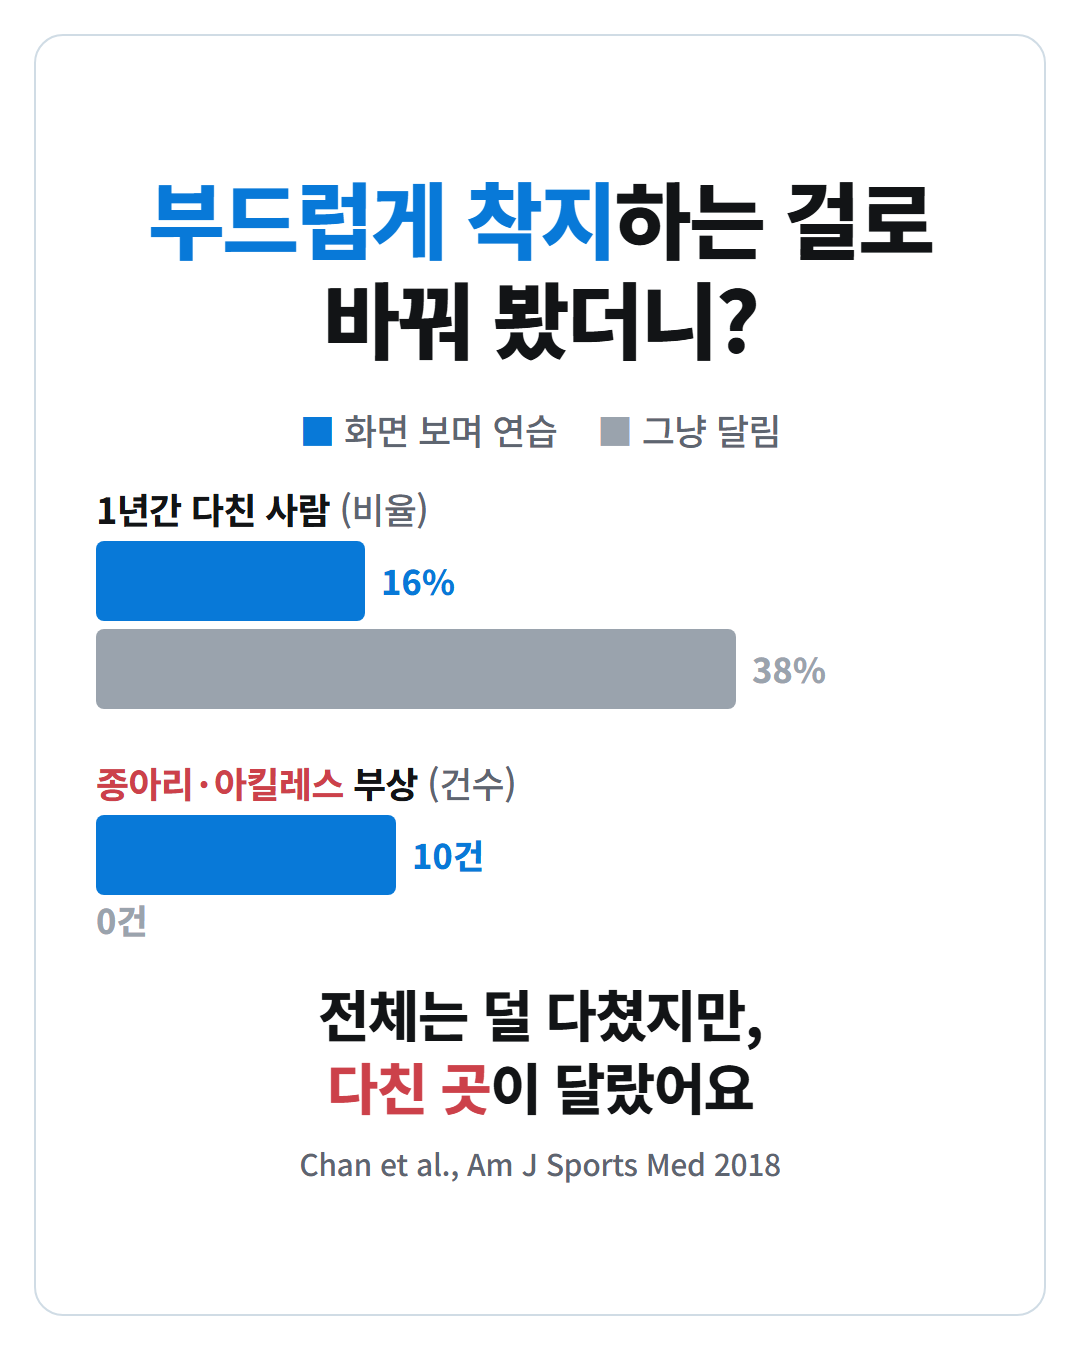 부드럽게 착지하는 걸로
바꿔 봤더니?
화면 보며 연습 그냥 달림
1년간 다친 사람 (비율)
16%
38%
종아리·아킬레스 부상 (건수)
10건
0건
전체는 덜 다쳤지만,
다친 곳이 달랐어요
Chan et al., Am J Sports Med 2018